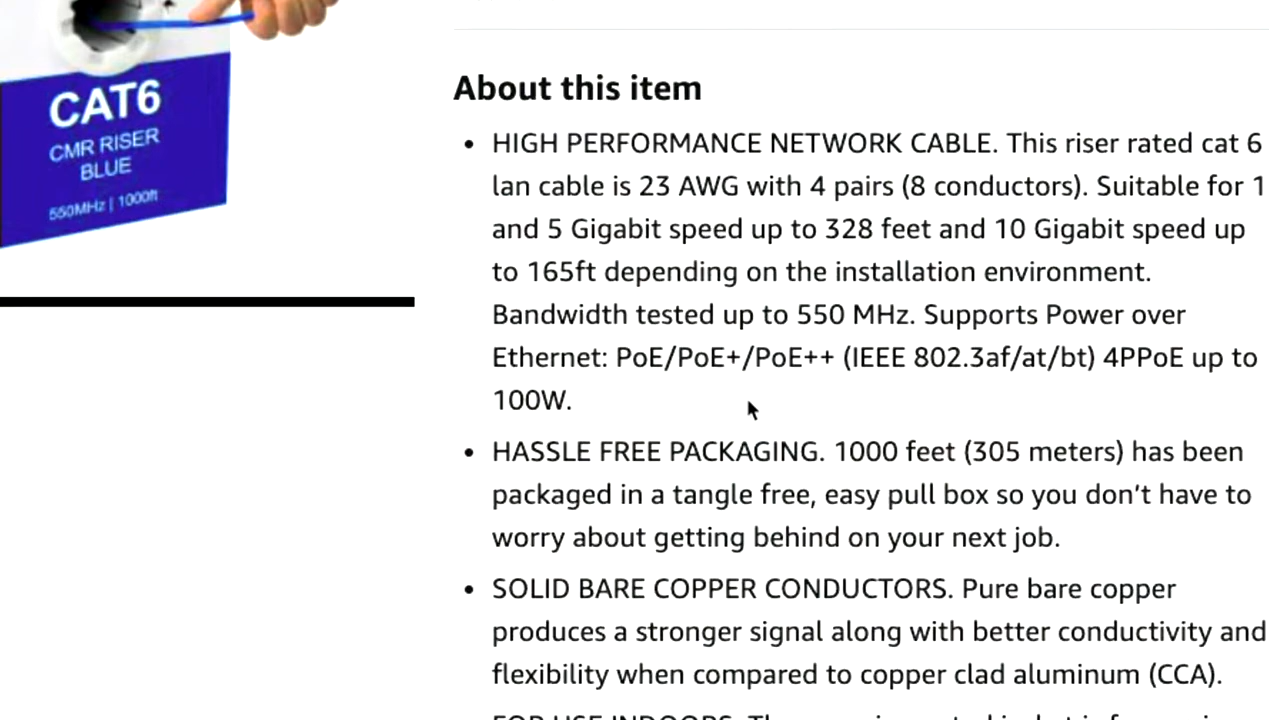 CAT6
CMR RISER
BLUE
550MHz | 1000ft
About this item
• HIGH PERFORMANCE NETWORK CABLE. This riser rated cat 6
lan cable is 23 AWG with 4 pairs (8 conductors). Suitable for 1
and 5 Gigabit speed up to 328 feet and 10 Gigabit speed up
to 165ft depending on the installation environment.
Bandwidth tested up to 550 MHz. Supports Power over
Ethernet: PoE/PoE+/PoE++ (IEEE 802.3af/at/bt) 4PPoE up to
100W.
• HASSLE FREE PACKAGING. 1000 feet (305 meters) has been
packaged in a tangle free, easy pull box so you don’t have to
worry about getting behind on your next job.
• SOLID BARE COPPER CONDUCTORS. Pure bare copper
produces a stronger signal along with better conductivity and
flexibility when compared to copper clad aluminum (CCA).